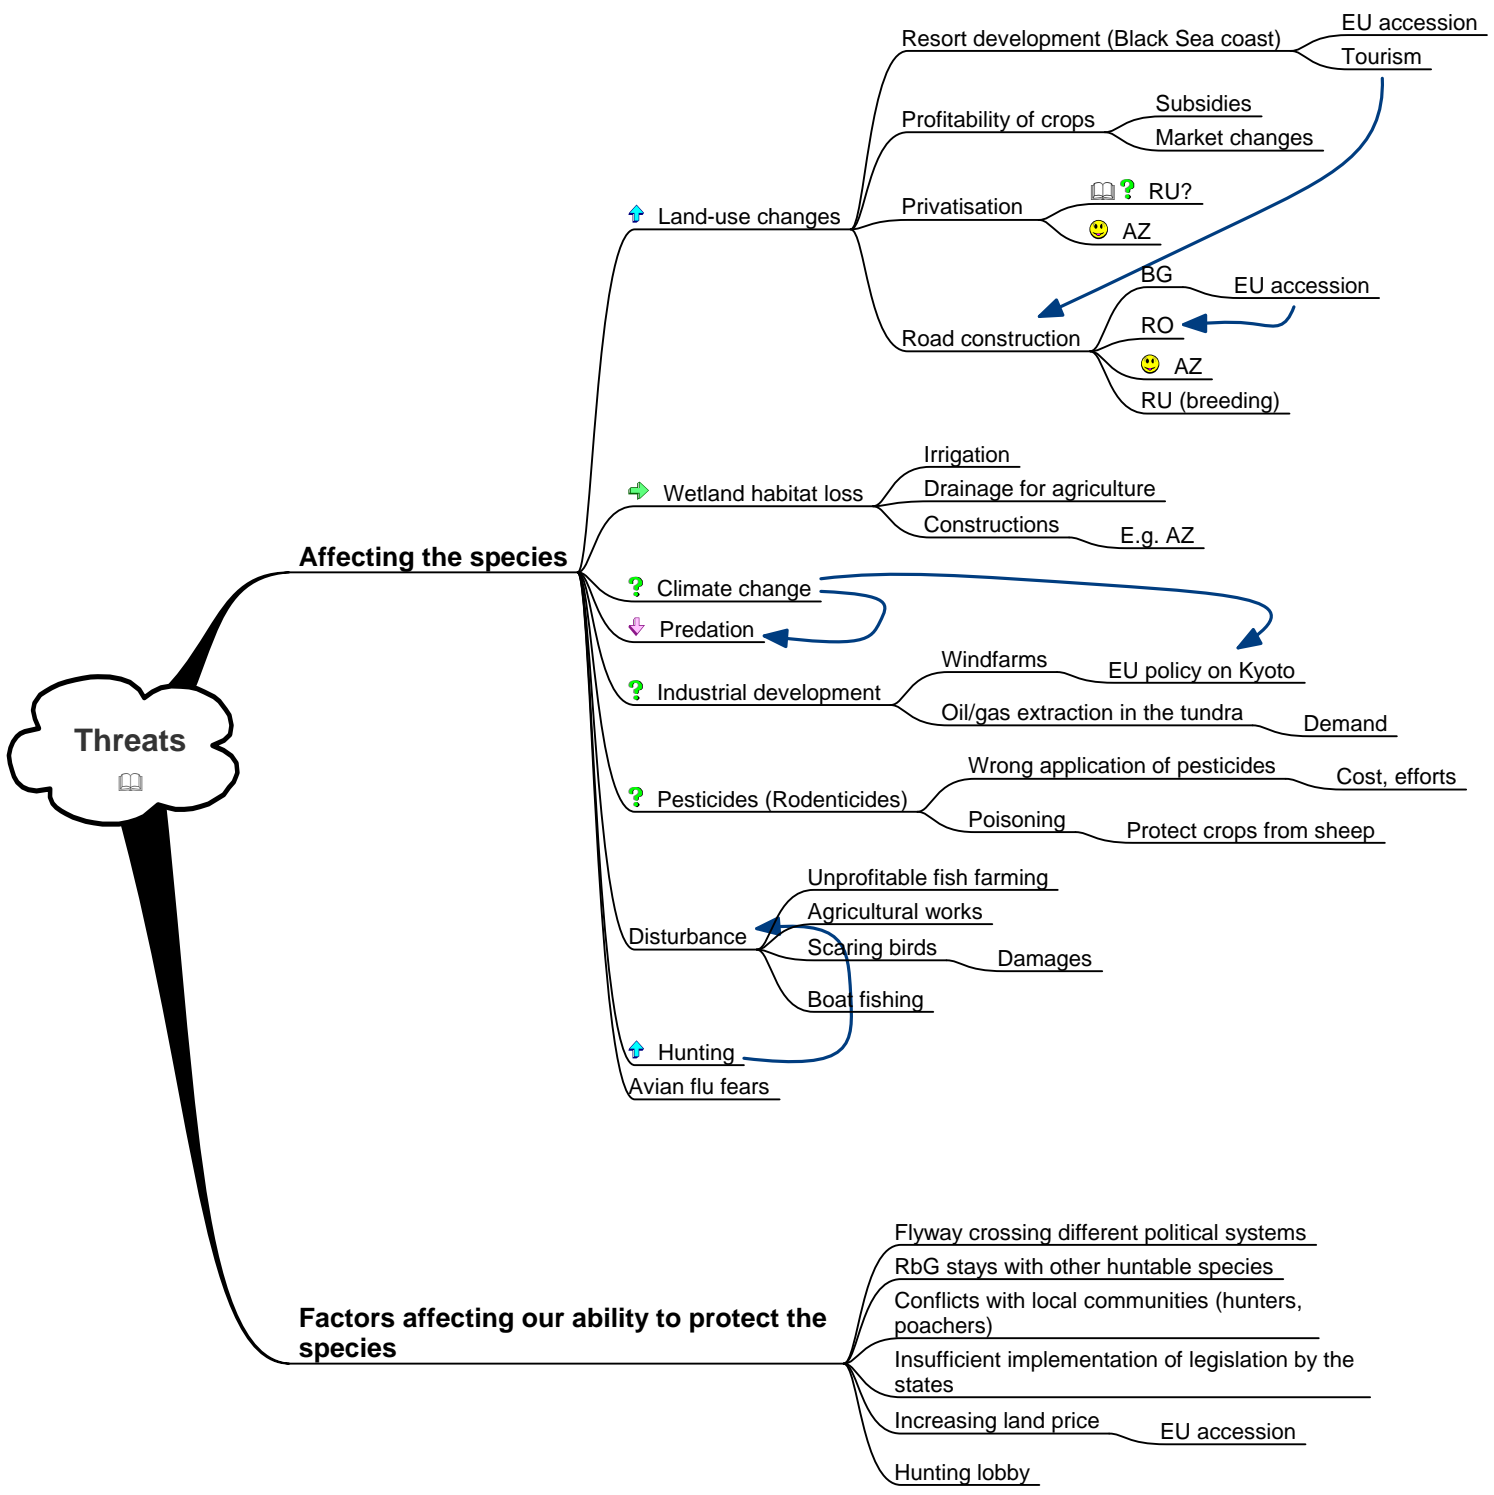 Threats
Affecting the species
Land-use changes
Resort development (Black Sea coast)
EU accession
Tourism
Profitability of crops
Subsidies
Market changes
Privatisation
RU?
AZ
Road construction
BG
EU accession
RO
AZ
RU (breeding)
Wetland habitat loss
Irrigation
Drainage for agriculture
Constructions
E.g. AZ
? Climate change
Predation
? Industrial development
Windfarms
EU policy on Kyoto
Oil/gas extraction in the tundra
Demand
? Pesticides (Rodenticides)
Wrong application of pesticides
Cost, efforts
Poisoning
Protect crops from sheep
Disturbance
Unprofitable fish farming
Agricultural works
Scaring birds
Damages
Boat fishing
Hunting
Avian flu fears
Factors affecting our ability to protect the
species
Flyway crossing different political systems
RbG stays with other huntable species
Conflicts with local communities (hunters,
poachers)
Insufficient implementation of legislation by the
states
Increasing land price
EU accession
Hunting lobby